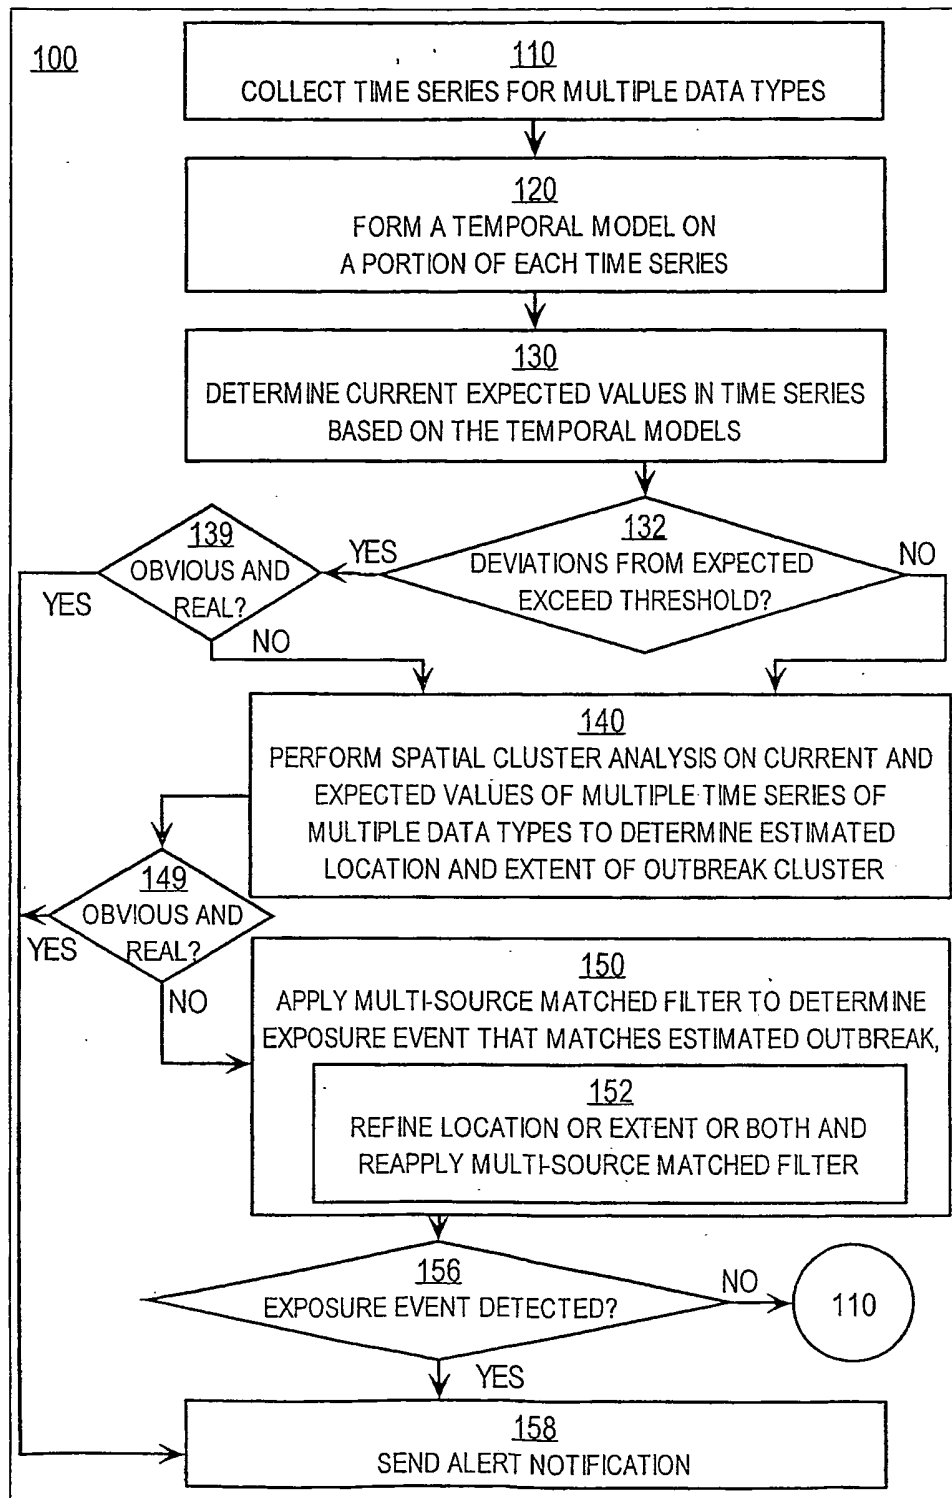 100
110
COLLECT TIME SERIES FOR MULTIPLE DATA TYPES
120
FORM A TEMPORAL MODEL ON
A PORTION OF EACH TIME SERIES
130
DETERMINE CURRENT EXPECTED VALUES IN TIME SERIES
BASED ON THE TEMPORAL MODELS
132
DEVIATIONS FROM EXPECTED
EXCEED THRESHOLD?
YES
NO
139
OBVIOUS AND
REAL?
YES
NO
140
PERFORM SPATIAL CLUSTER ANALYSIS ON CURRENT AND
EXPECTED VALUES OF MULTIPLE TIME SERIES OF
MULTIPLE DATA TYPES TO DETERMINE ESTIMATED
LOCATION AND EXTENT OF OUTBREAK CLUSTER
149
OBVIOUS AND
REAL?
YES
NO
150
APPLY MULTI-SOURCE MATCHED FILTER TO DETERMINE
EXPOSURE EVENT THAT MATCHES ESTIMATED OUTBREAK,
152
REFINE LOCATION OR EXTENT OR BOTH AND
REAPPLY MULTI-SOURCE MATCHED FILTER
156
EXPOSURE EVENT DETECTED?
NO
110
YES
158
SEND ALERT NOTIFICATION